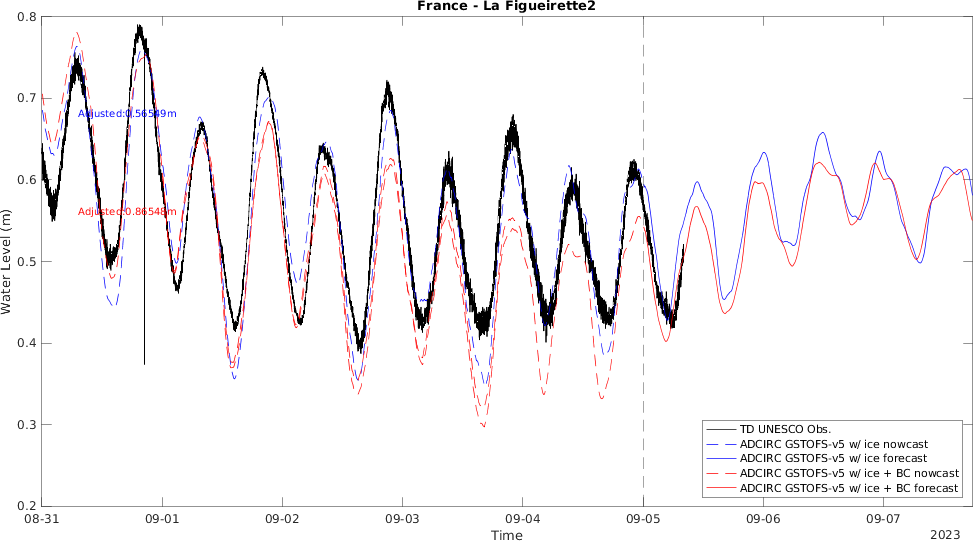 France - La Figueirette2
0.8
0.7
0.6
0.5
0.4
0.3
0.2
Water Level (m)
Adjusted:0.56549m
Adjusted:0.86548m
TD UNESCO Obs.
ADCIRC GSTOFS-v5 w/ ice nowcast
ADCIRC GSTOFS-v5 w/ ice forecast
ADCIRC GSTOFS-v5 w/ ice + BC nowcast
ADCIRC GSTOFS-v5 w/ ice + BC forecast
08-31 09-01 09-02 09-03 09-04 09-05 09-06 09-07
Time
2023